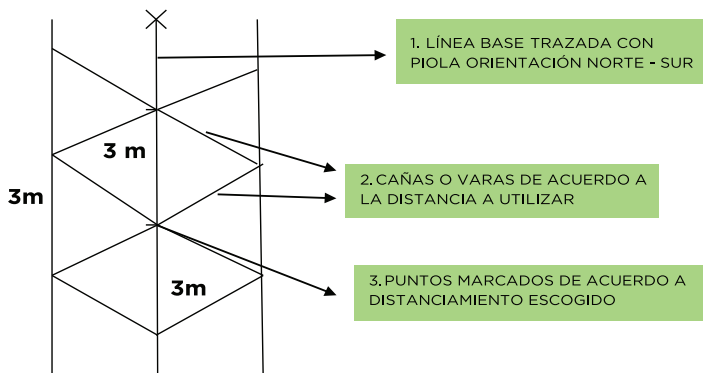 1. LÍNEA BASE TRAZADA CON
PIOLA ORIENTACIÓN NORTE - SUR
3 m
3m
2. CAÑAS O VARAS DE ACUERDO A
LA DISTANCIA A UTILIZAR
3m
3. PUNTOS MARCADOS DE ACUERDO A
DISTANCIAMIENTO ESCOGIDO